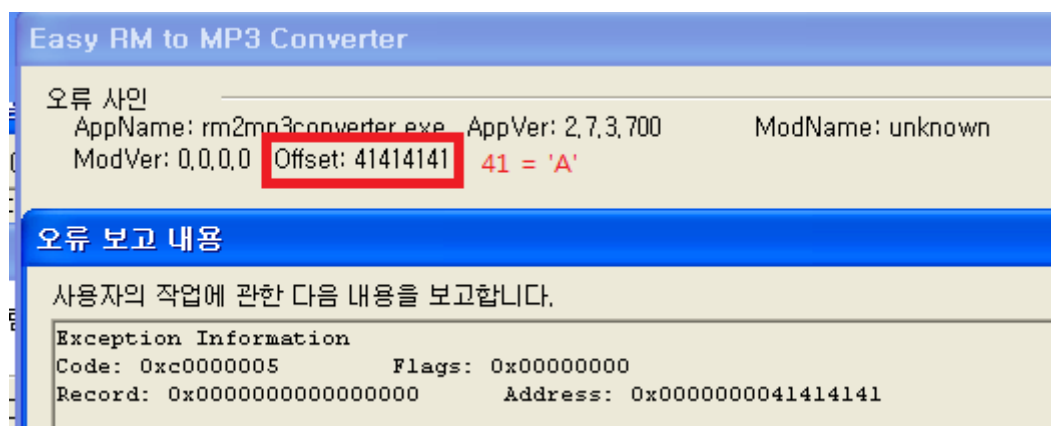 Easy RM to MP3 Converter
오류 사인
AppName: rm2mp3converter.exe AppVer: 2,7,3,700 ModName: unknown
ModVer: 0,0,0,0 Offset: 41414141 41 = 'A'
오류 보고 내용
사용자의 작업에 관한 다음 내용을 보고합니다.
Exception Information
Code: 0xc0000005 Flags: 0x00000000
Record: 0x0000000000000000 Address: 0x0000000041414141